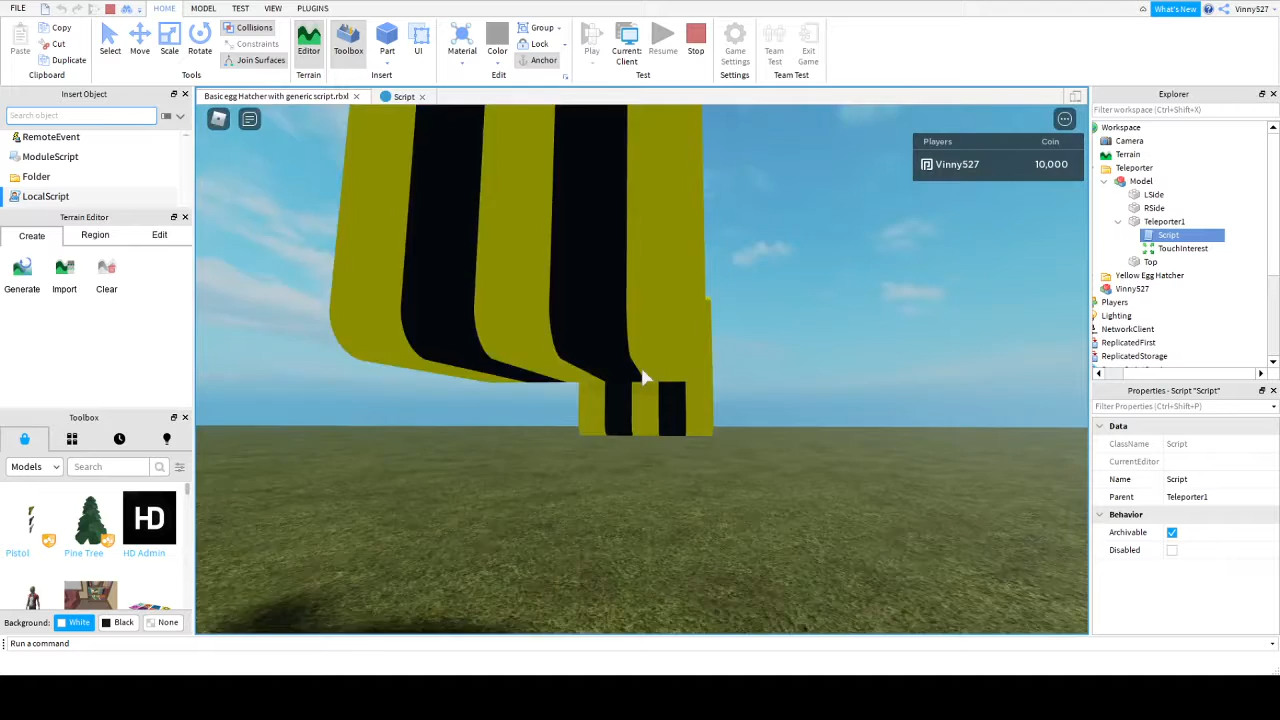 FILE HOME MODEL TEST VIEW PLUGINS What's New Vinny527
Paste Copy Cut Duplicate Select Move Scale Rotate Collisions Constraints Join Surfaces Editor Toolbox Part UI Material Color Group Lock Anchor Play Current: Client Resume Stop Game Settings Team Test Exit Game
Clipboard Tools Terrain Insert Edit Test Settings Team Test
Insert Object
Search object
RemoteEvent
ModuleScript
Folder
LocalScript
Terrain Editor
Create Region Edit
Generate Import Clear
Toolbox
Models Search
HD
Pistol Pine Tree HD Admin
Background: White Black None
Run a command
Basic egg Hatcher with generic script.rbxl Script
Players Coin
Vinny527 10,000
Explorer
Filter workspace (Ctrl+Shift+X)
Workspace
Camera
Terrain
Teleporter
Model
LSide
RSide
Teleporter1
Script
TouchInterest
Top
Yellow Egg Hatcher
Vinny527
Players
Lighting
NetworkClient
ReplicatedFirst
ReplicatedStorage
Properties - Script "Script"
Filter Properties (Ctrl+Shift+P)
Data
ClassName Script
CurrentEditor
Name Script
Parent Teleporter1
Behavior
Archivable
Disabled